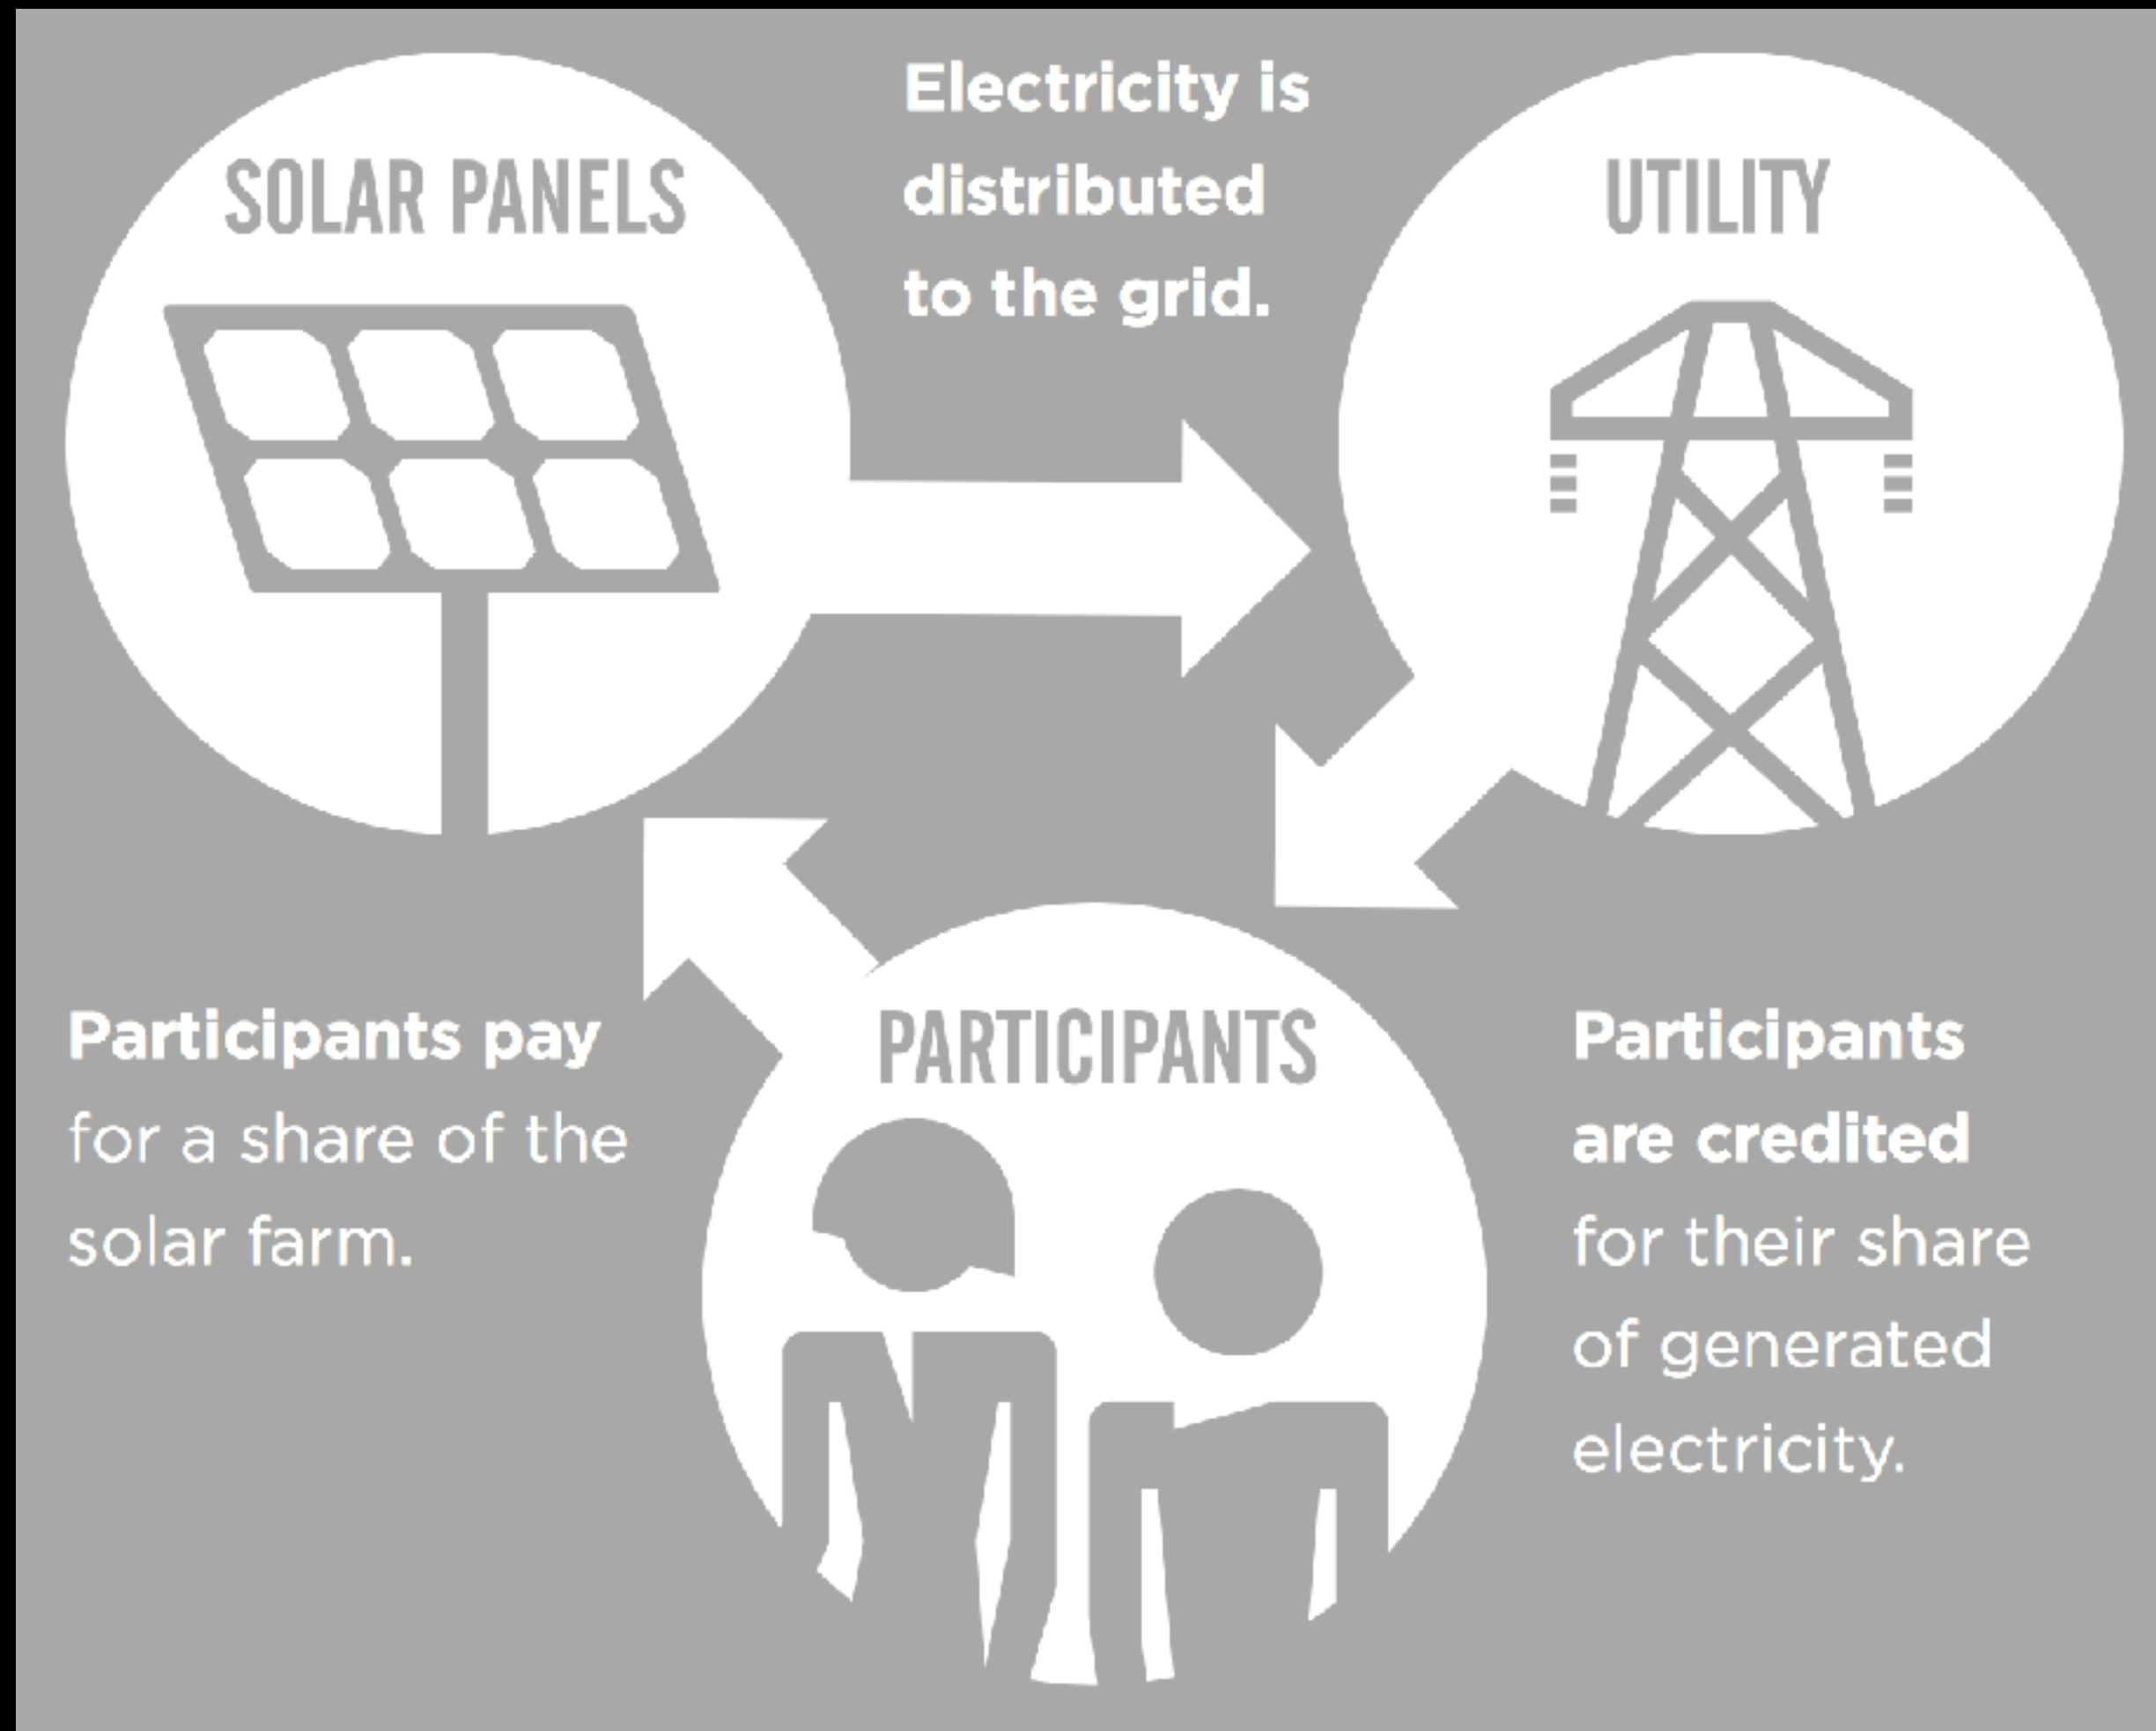 SOLAR PANELS
Electricity is
distributed
to the grid.
UTILITY
Participants pay
for a share of the
solar farm.
PARTICIPANTS
Participants
are credited
for their share
of generated
electricity.